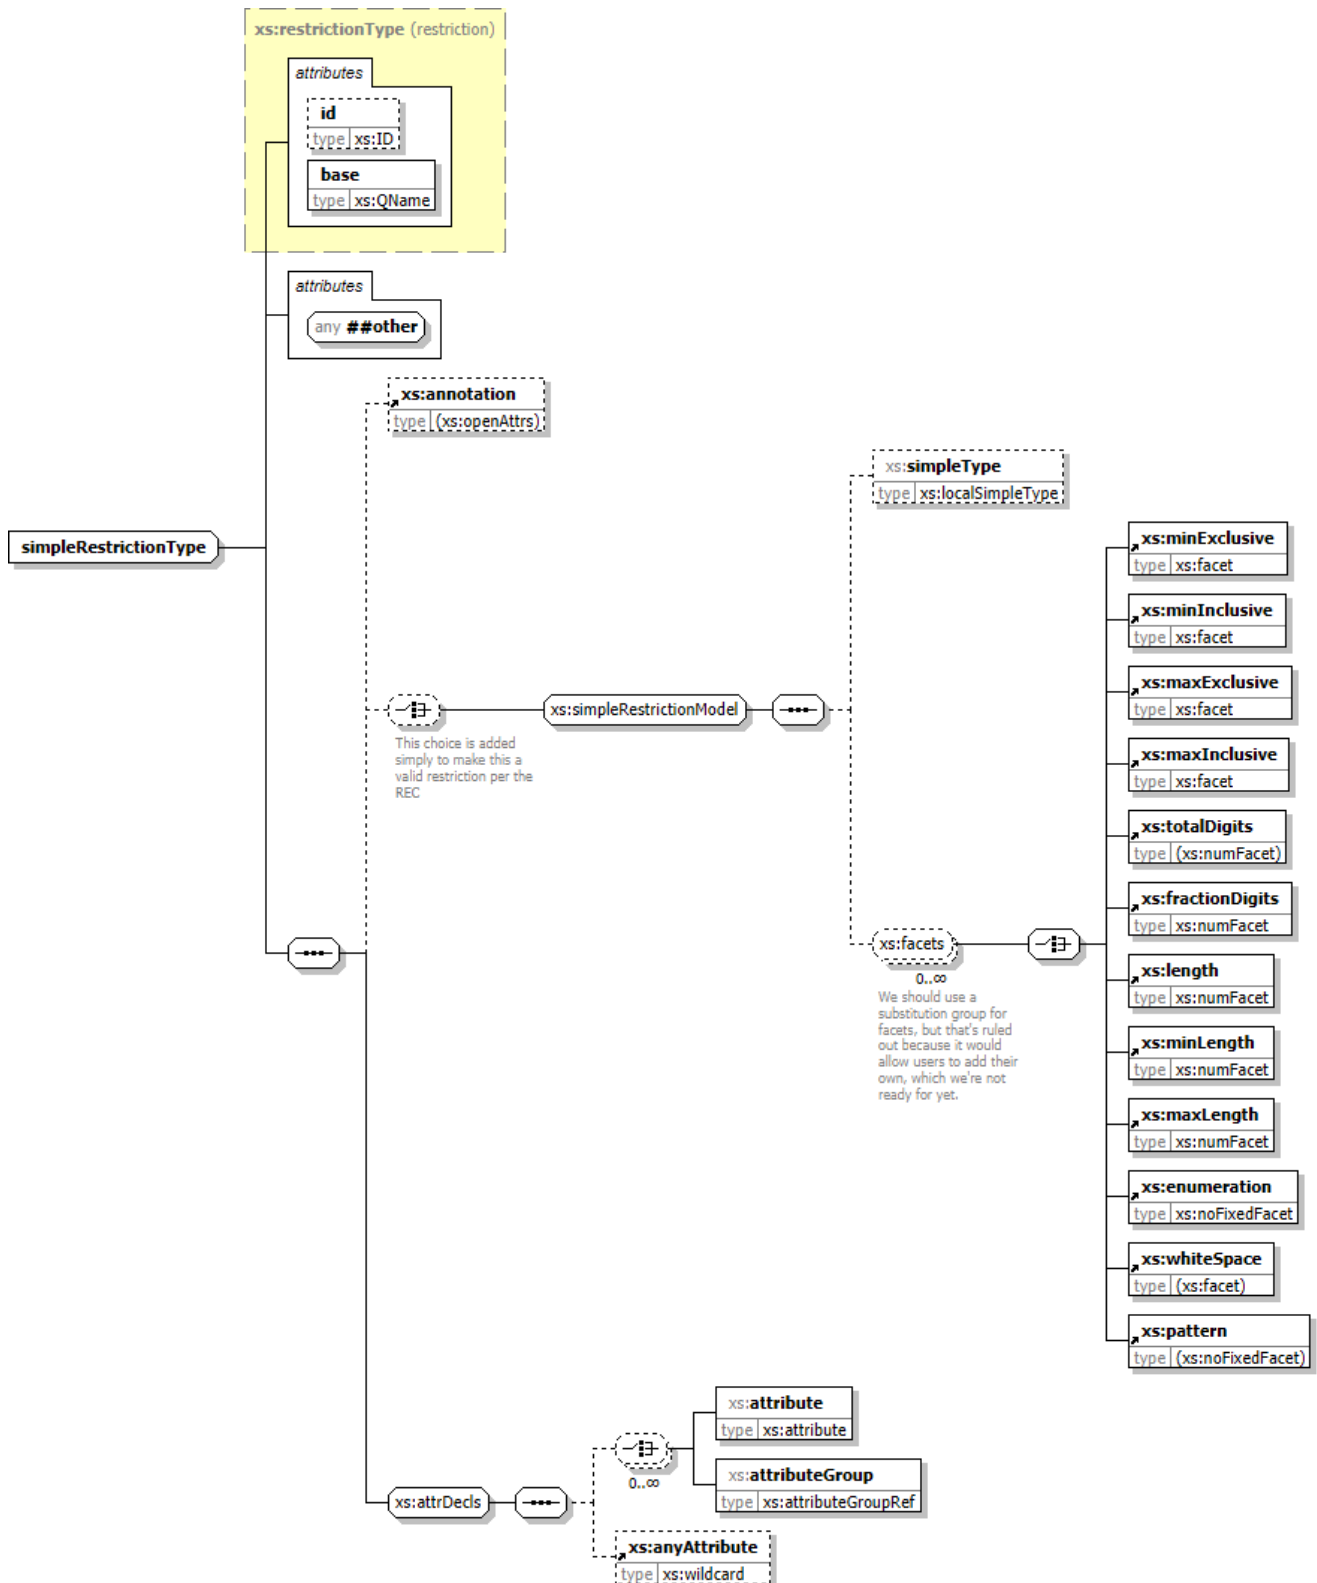 xs:restrictionType (restriction)
attributes
id
type xs:ID
base
type xs:QName
attributes
any ##other
xs:annotation
type (xs:openAttrs)
xs:simpleType
type xs:localSimpleType
simpleRestrictionType
xs:minExclusive
type xs:facet
xs:minInclusive
type xs:facet
xs:maxExclusive
type xs:facet
xs:simpleRestrictionModel
This choice is added
simply to make this a
valid restriction per the
REC
xs:maxInclusive
type xs:facet
xs:totalDigits
type (xs:numFacet)
xs:fractionDigits
type xs:numFacet
xs:facets
0..∞
We should use a
substitution group for
facets, but that's ruled
out because it would
allow users to add their
own, which we're not
ready for yet.
xs:length
type xs:numFacet
xs:minLength
type xs:numFacet
xs:maxLength
type xs:numFacet
xs:enumeration
type xs:noFixedFacet
xs:whiteSpace
type (xs:facet)
xs:pattern
type (xs:noFixedFacet)
xs:attribute
type xs:attribute
0..∞
xs:attributeGroup
type xs:attributeGroupRef
xs:attrDecls
xs:anyAttribute
type xs:wildcard